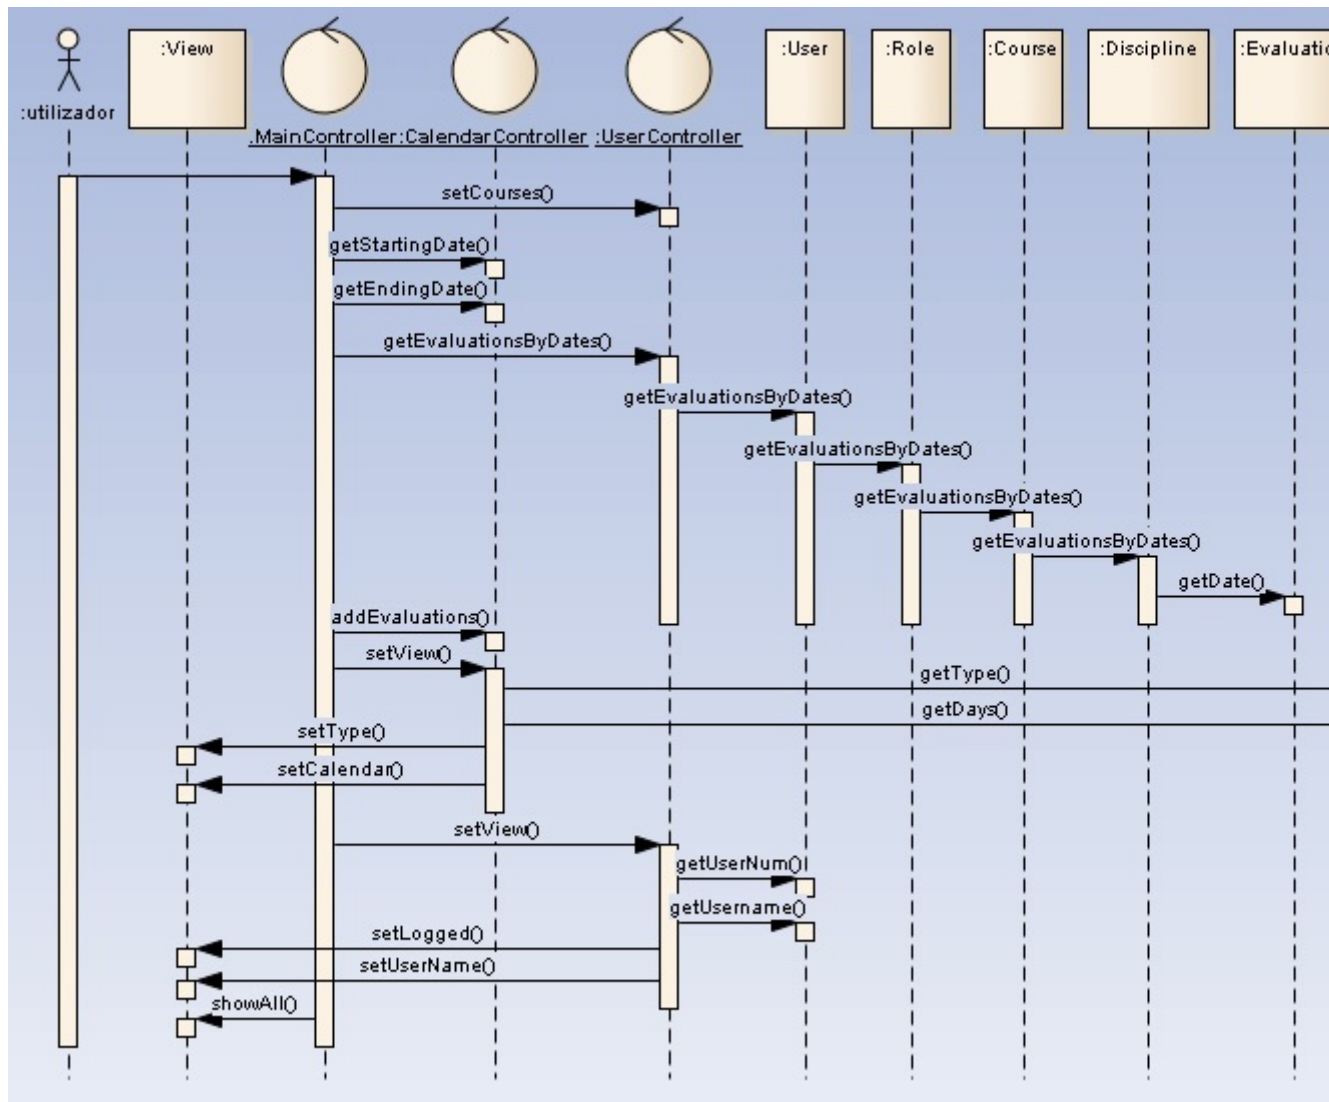 :View
:User
:Role
:Course
:Discipline
:Evaluatio
:utilizador
:MainController
:CalendarController
:UserController
setCourses()
getStartingDate()
getEndingDate()
getEvaluationsByDates()
getEvaluationsByDates()
getEvaluationsByDates()
getEvaluationsByDates()
getEvaluationsByDates()
getDate()
addEvaluations()
setView()
getType()
getDays()
setType()
setCalendar()
setView()
getUserNum()
getUsername()
setLogged()
setUserName()
showAll()